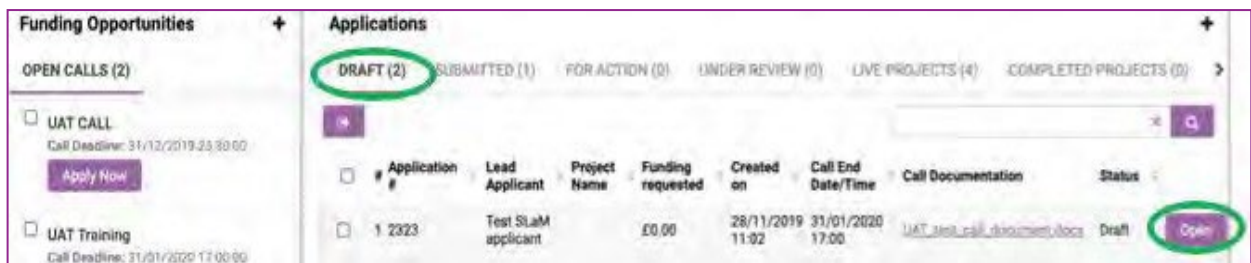 Funding Opportunities +
OPEN CALLS (2)
UAT CALL
Call Deadline: 31/12/2019 23:30:00
Apply Now
UAT Training
Call Deadline: 31/01/2020 17:00:00
Applications +
DRAFT (2) SUBMITTED (1) FOR ACTION (0) UNDER REVIEW (0) LIVE PROJECTS (4) COMPLETED PROJECTS (0) >
# Application # Lead Applicant Project Name Funding requested Created on Call End Date/Time Call Documentation Status
1 2323 Test SLaM applicant £0.00 28/11/2019 11:02 31/01/2020 17:00 UAT_test_call_document.docx Draft Open